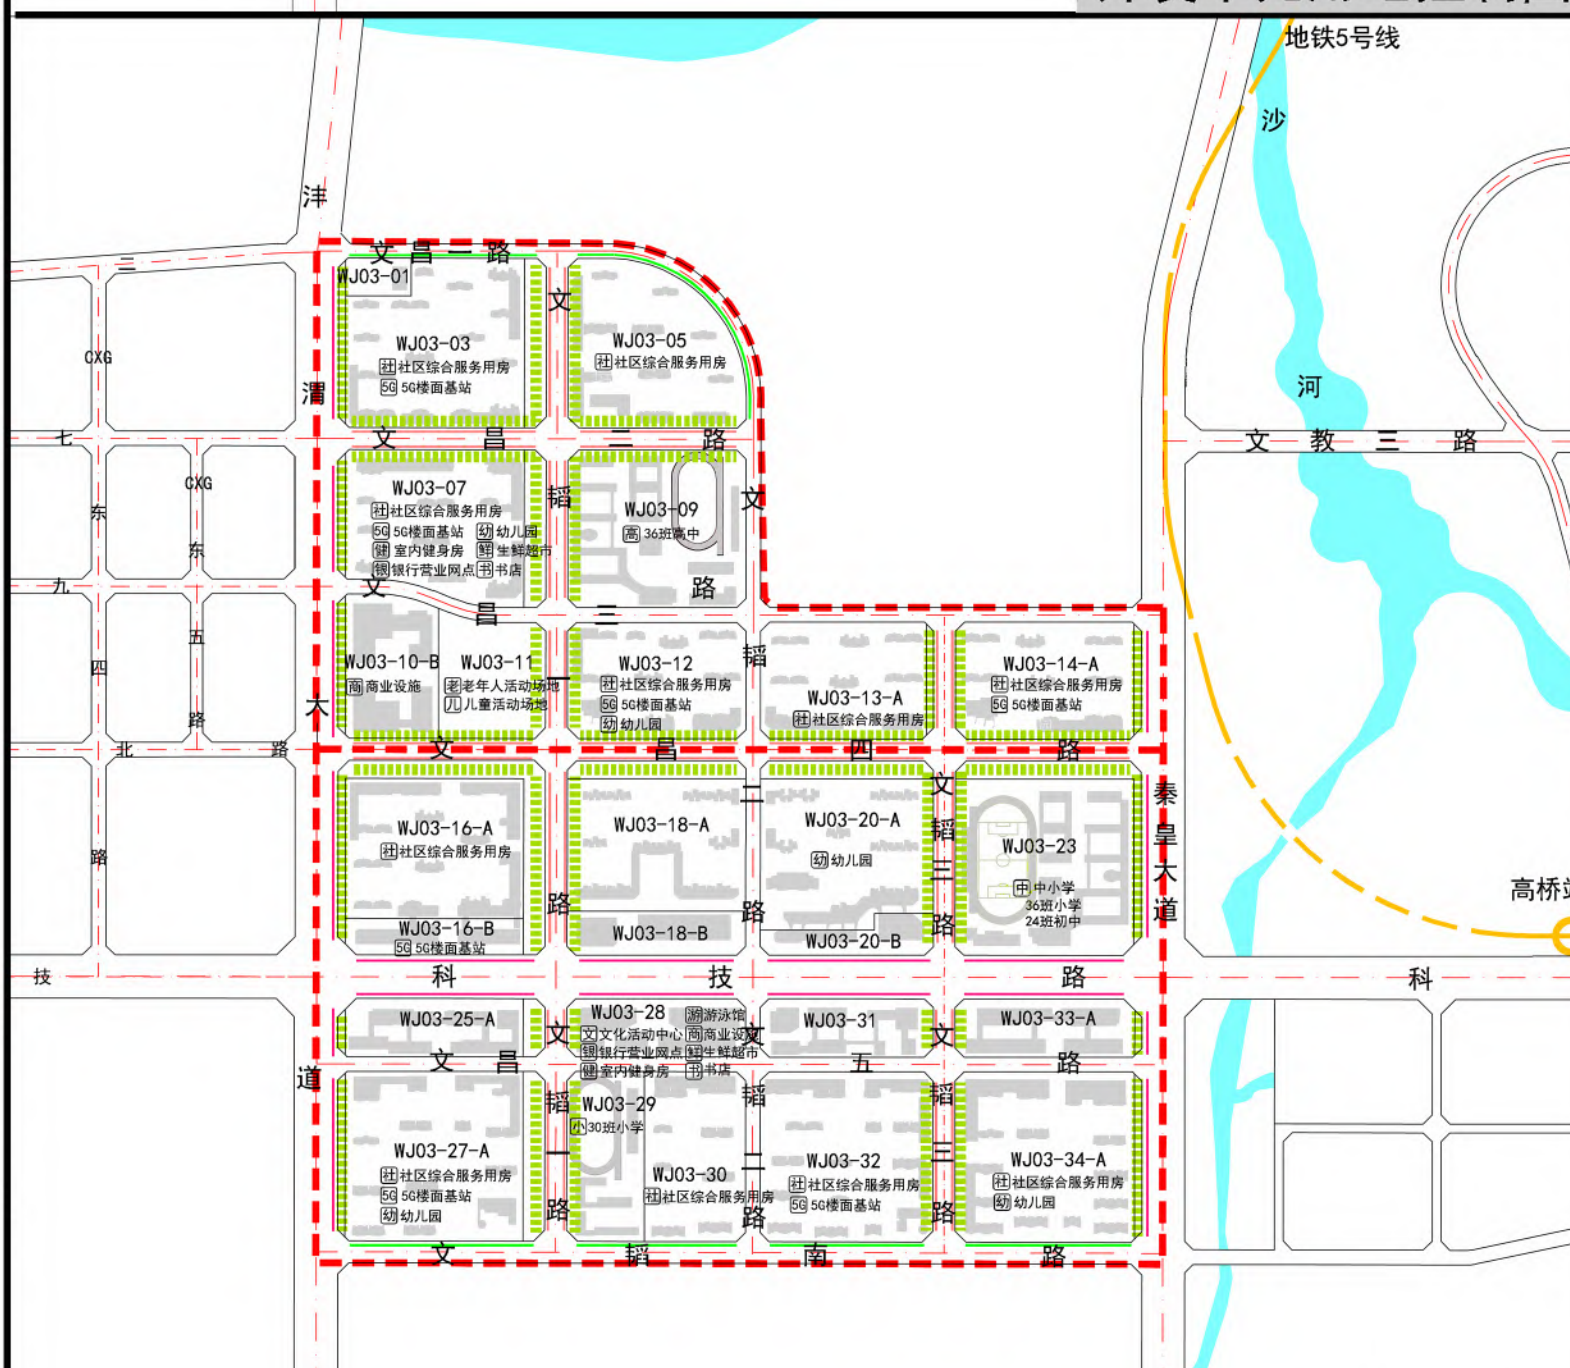 地铁5号线
沙
河
沣
渭
大
道
文昌一路
二
WJ03-01
文
WJ03-03
社 社区综合服务用房
5G 5G楼面基站
WJ03-05
社 社区综合服务用房
CXG
七
文昌二路
文教三路
CXG
WJ03-07
社 社区综合服务用房
5G 5G楼面基站 幼 幼儿园
健 室内健身房 鲜 生鲜超市
银 银行营业网点 书 书店
韬
WJ03-09
高 36班高中
文
路
东
东
九
文昌三
五
四
路
路
WJ03-10-B
商 商业设施
WJ03-11
老 老年人活动场地
儿 儿童活动场地
一
WJ03-12
社 社区综合服务用房
5G 5G楼面基站
幼 幼儿园
韬
WJ03-13-A
社 社区综合服务用房
WJ03-14-A
社 社区综合服务用房
5G 5G楼面基站
北路
文昌四路
WJ03-16-A
社 社区综合服务用房
WJ03-16-B
5G 5G楼面基站
路
WJ03-18-A
WJ03-18-B
二
路
WJ03-20-A
幼 幼儿园
WJ03-20-B
文韬三路
WJ03-23
中 中小学
36班小学
24班初中
秦皇大道
高桥站
技
科技路
科
WJ03-25-A
文
WJ03-28 游 游泳馆
文 文化活动中心 商 商业设施
银 银行营业网点 鲜 生鲜超市
健 室内健身房 书 书店
文
WJ03-31
文
WJ03-33-A
文昌五路
WJ03-27-A
社 社区综合服务用房
5G 5G楼面基站
幼 幼儿园
韬
一
路
WJ03-29
小 30班小学
WJ03-30
社 社区综合服务用房
韬
二
路
WJ03-32
社 社区综合服务用房
5G 5G楼面基站
韬
三
路
WJ03-34-A
社 社区综合服务用房
幼 幼儿园
文韬南路